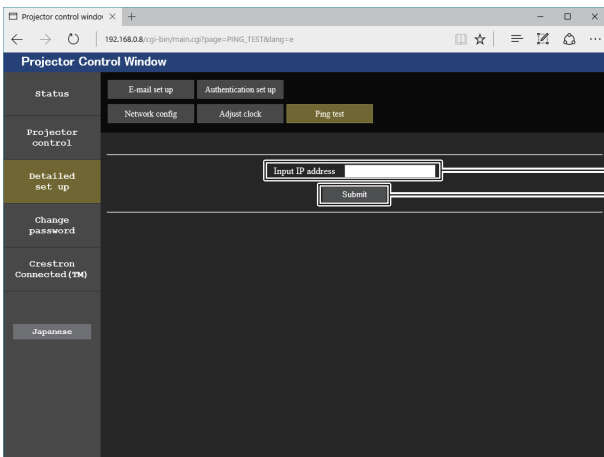 Projector control windo
192.168.0.8/cgi-bin/main.cgi?page=PING_TEST&lang=e
Projector Control Window
Status
E-mail set up
Authentication set up
Network config
Adjust clock
Ping test
Projector
control
Input IP address
Detailed
set up
Submit
Change
password
Crestron
Connected(TM)
Japanese